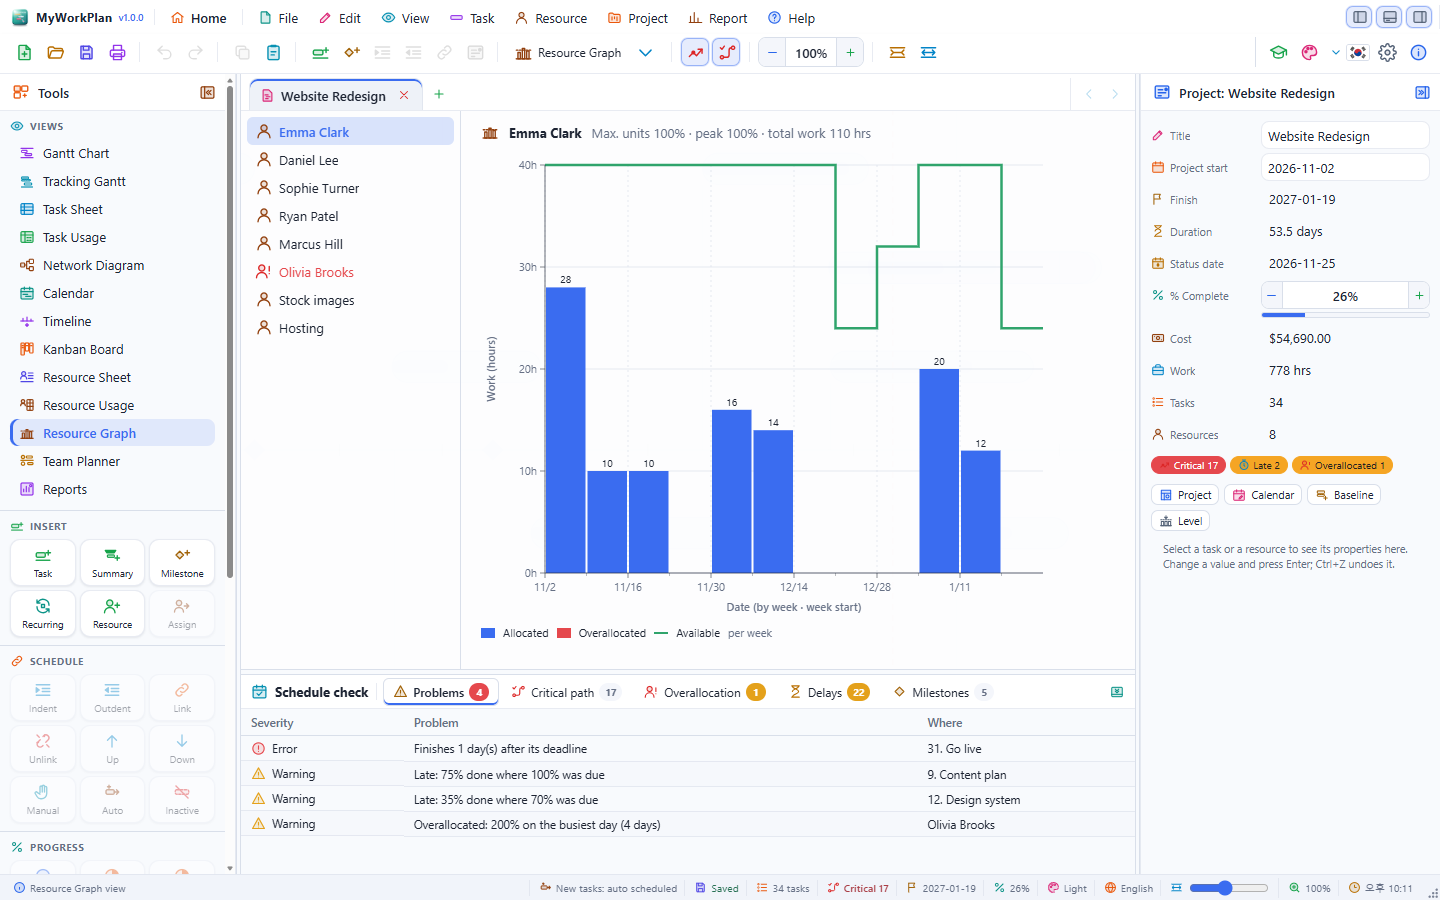 MyWorkPlan v1.0.0
Home
File
Edit
View
Task
Resource
Project
Report
Help
Resource Graph
100%
Tools
VIEWS
Gantt Chart
Tracking Gantt
Task Sheet
Task Usage
Network Diagram
Calendar
Timeline
Kanban Board
Resource Sheet
Resource Usage
Resource Graph
Team Planner
Reports
INSERT
Task Summary Milestone
Recurring Resource Assign
SCHEDULE
Indent Outdent Link
Unlink Up Down
Manual Auto Inactive
PROGRESS
Website Redesign
Emma Clark
Daniel Lee
Sophie Turner
Ryan Patel
Marcus Hill
Olivia Brooks
Stock images
Hosting
Emma Clark Max. units 100% · peak 100% · total work 110 hrs
40h
30h
20h
10h
0h
Work (hours)
28
10
10
16
14
20
12
11/2 11/16 11/30 12/14 12/28 1/11
Date (by week · week start)
Allocated Overallocated Available per week
Schedule check
Problems 4
Critical path 17
Overallocation 1
Delays 22
Milestones 5
Severity Problem Where
Error Finishes 1 day(s) after its deadline 31. Go live
Warning Late: 75% done where 100% was due 9. Content plan
Warning Late: 35% done where 70% was due 12. Design system
Warning Overallocated: 200% on the busiest day (4 days) Olivia Brooks
Project: Website Redesign
Title Website Redesign
Project start 2026-11-02
Finish 2027-01-19
Duration 53.5 days
Status date 2026-11-25
% Complete 26%
Cost $54,690.00
Work 778 hrs
Tasks 34
Resources 8
Critical 17 Late 2 Overallocated 1
Project Calendar Baseline
Level
Select a task or a resource to see its properties here.
Change a value and press Enter; Ctrl+Z undoes it.
Resource Graph view
New tasks: auto scheduled
Saved
34 tasks
Critical 17
2027-01-19
26%
Light
English
100%
오후 10:11